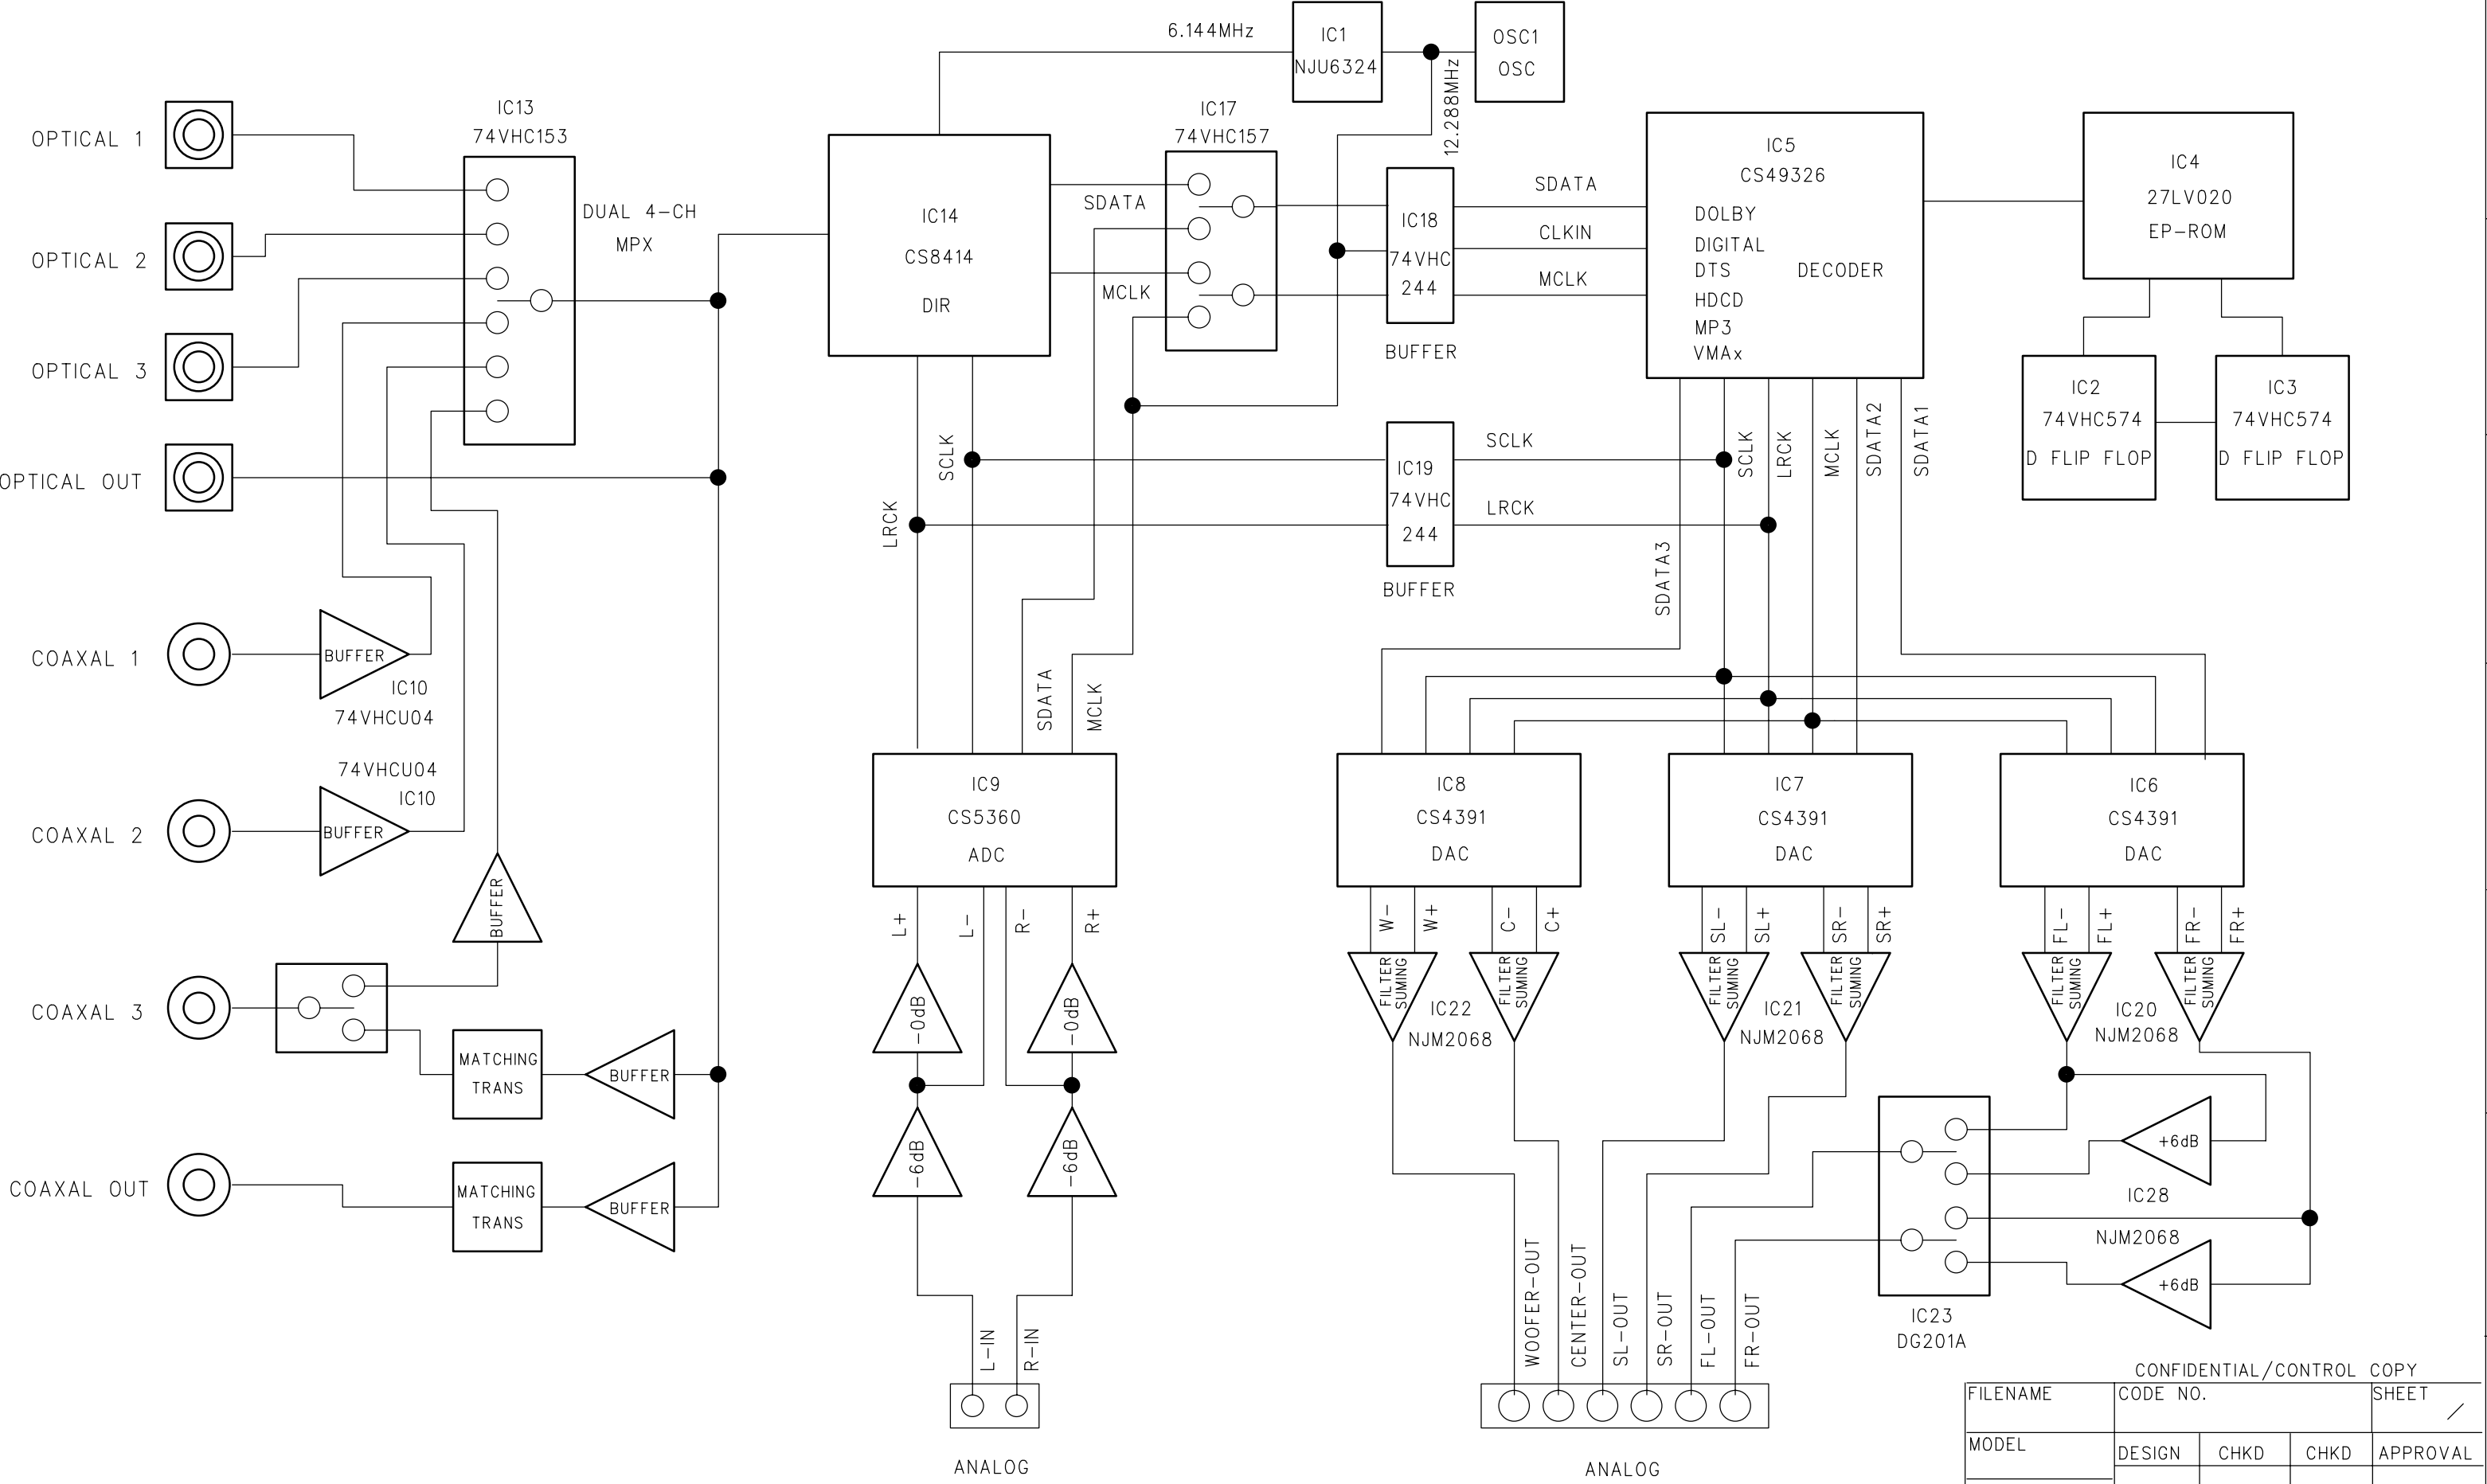 6.144MHz
IC1
NJU6324
OSC1
OSC
12.288MHz
OPTICAL 1
OPTICAL 2
OPTICAL 3
OPTICAL OUT
COAXAL 1
COAXAL 2
COAXAL 3
COAXAL OUT
IC13
74VHC153
DUAL 4-CH
MPX
BUFFER
IC10
74VHCU04
74VHCU04
IC10
BUFFER
BUFFER
MATCHING
TRANS
BUFFER
MATCHING
TRANS
BUFFER
IC14
CS8414
DIR
SDATA
MCLK
IC17
74VHC157
IC18
74VHC
244
BUFFER
SDATA
CLKIN
MCLK
IC5
CS49326
DOLBY
DIGITAL
DTS
DECODER
HDCD
MP3
VMAx
IC4
27LV020
EP-ROM
IC2
74VHC574
D FLIP FLOP
IC3
74VHC574
D FLIP FLOP
SCLK
LRCK
IC19
74VHC
244
BUFFER
SCLK
LRCK
SDATA3
SCLK
LRCK
MCLK
SDATA2
SDATA1
SDATA
MCLK
IC9
CS5360
ADC
L+
L-
R-
R+
-0dB
-0dB
-6dB
-6dB
L-IN
R-IN
ANALOG
IC8
CS4391
DAC
IC7
CS4391
DAC
IC6
CS4391
DAC
W-
W+
C-
C+
SL-
SL+
SR-
SR+
FL-
FL+
FR-
FR+
FILTER
SUMING
FILTER
SUMING
FILTER
SUMING
FILTER
SUMING
FILTER
SUMING
FILTER
SUMING
IC22
NJM2068
IC21
NJM2068
IC20
NJM2068
+6dB
IC28
NJM2068
+6dB
IC23
DG201A
WOOFER-OUT
CENTER-OUT
SL-OUT
SR-OUT
FL-OUT
FR-OUT
ANALOG
CONFIDENTIAL/CONTROL COPY
FILENAME
CODE NO.
SHEET
/
MODEL
DESIGN
CHKD
CHKD
APPROVAL